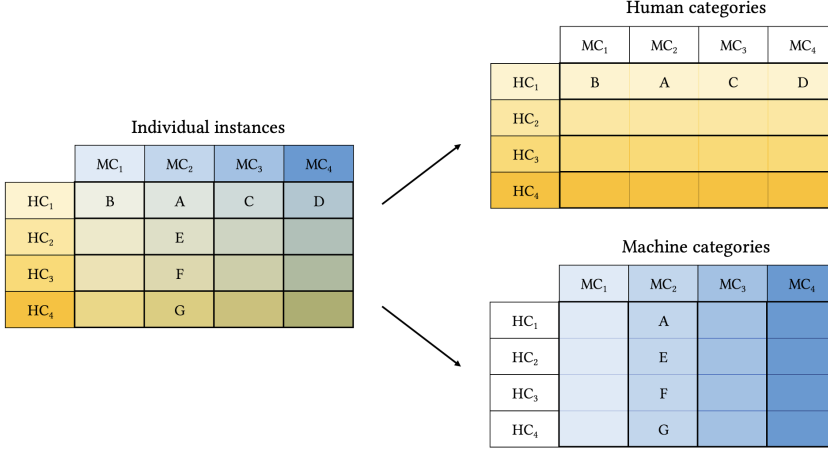 Human categories
MC₁ MC₂ MC₃ MC₄
HC₁ B A C D
HC₂
HC₃
HC₄
Individual instances
MC₁ MC₂ MC₃ MC₄
HC₁ B A C D
HC₂ E
HC₃ F
HC₄ G
Machine categories
MC₁ MC₂ MC₃ MC₄
HC₁ A
HC₂ E
HC₃ F
HC₄ G